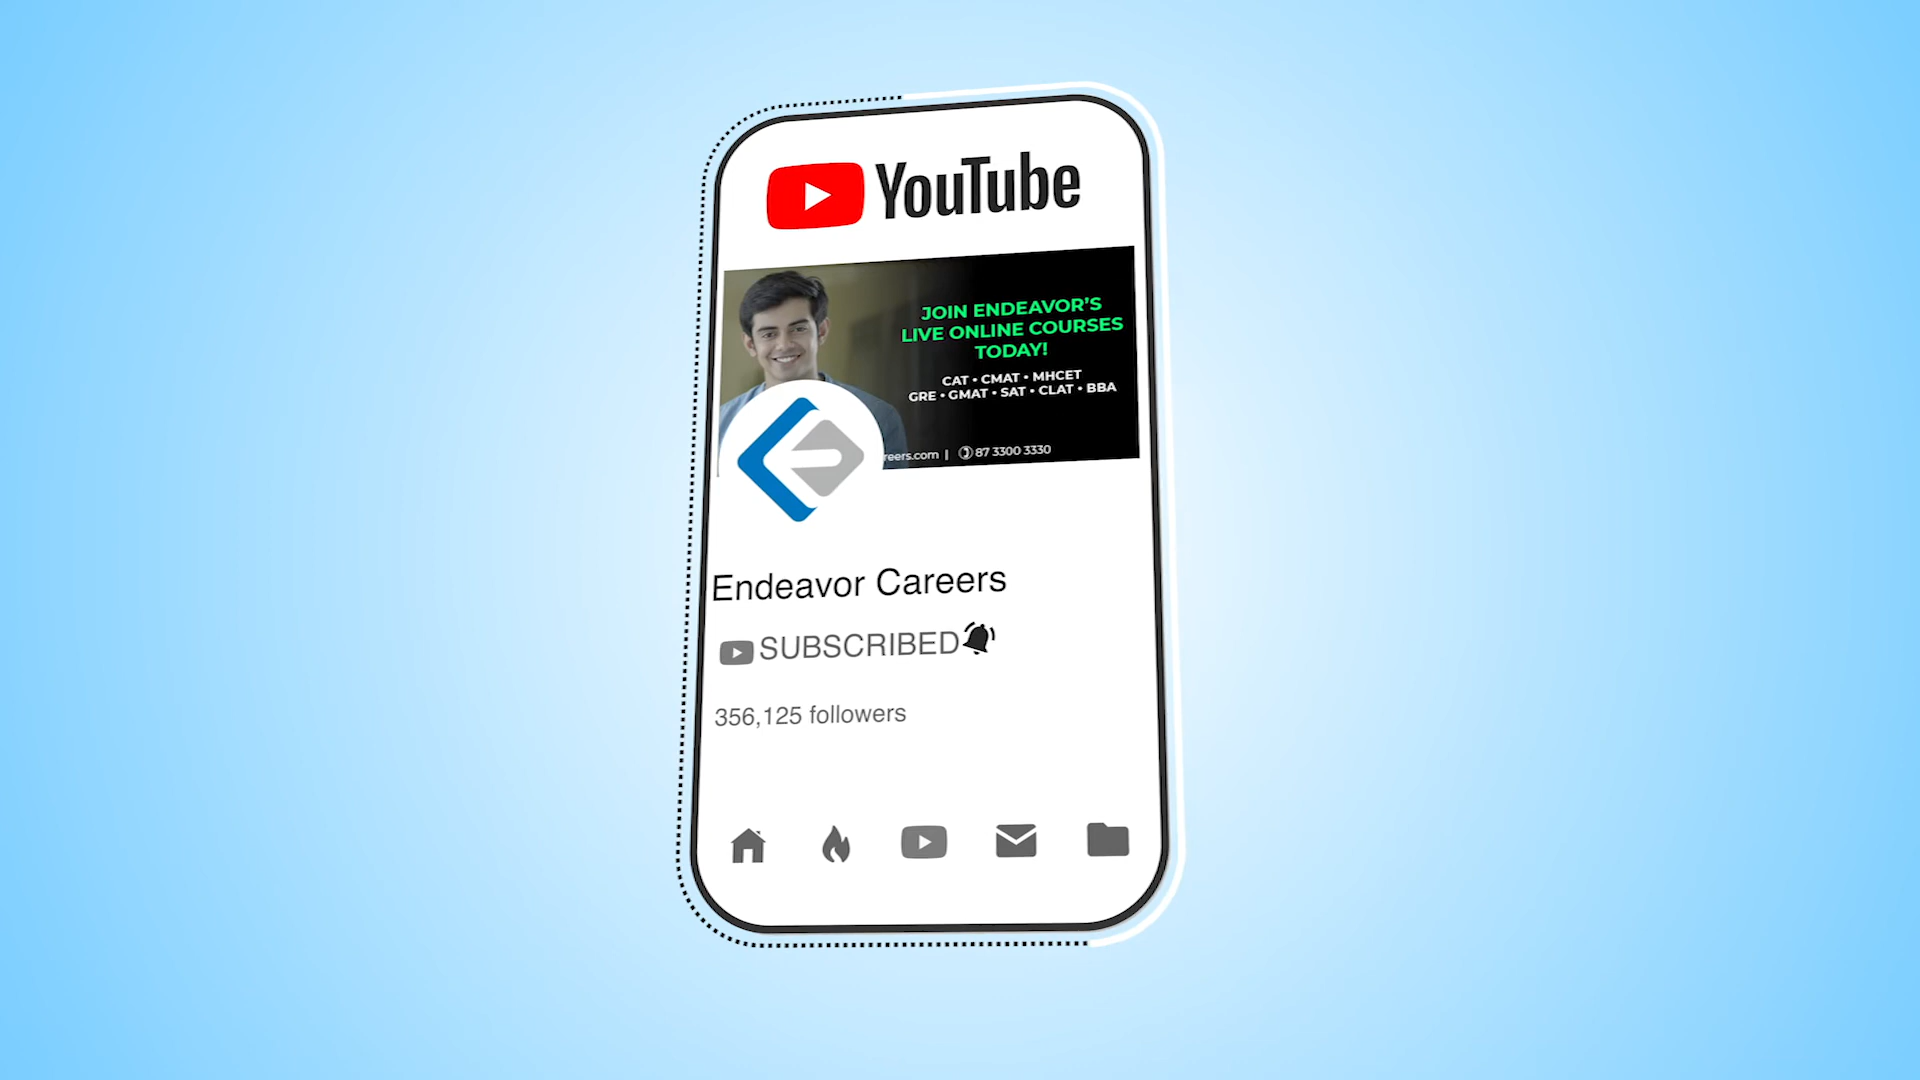 YouTube
JOIN ENDEAVOR'S
LIVE ONLINE COURSES
TODAY!
CAT • CMAT • MHCET
GRE • GMAT • SAT • CLAT • BBA
reers.com | 87 3300 3330
Endeavor Careers
SUBSCRIBED
356,125 followers